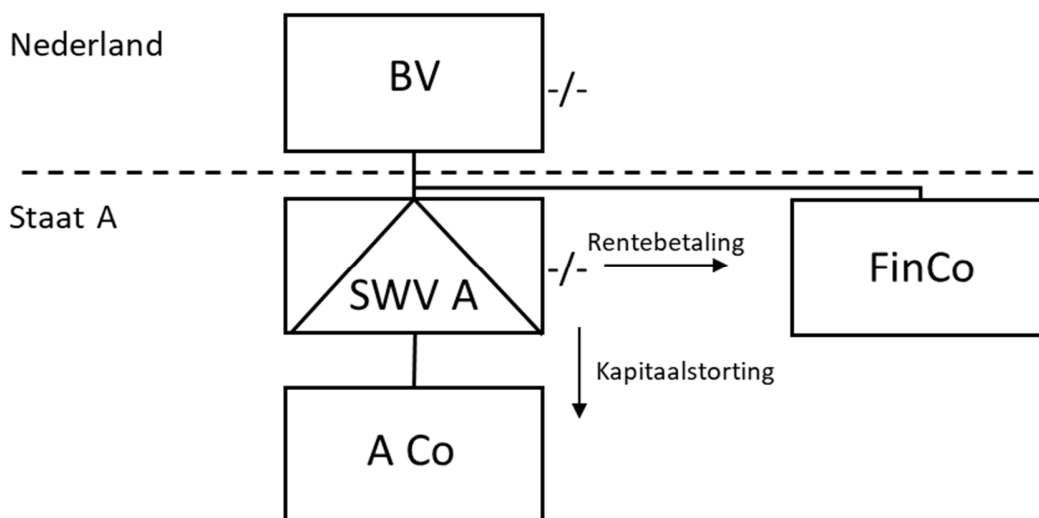 Nederland
BV
-/-
Staat A
SWV A
-/-
Rentebetaling
FinCo
Kapitaalstorting
A Co